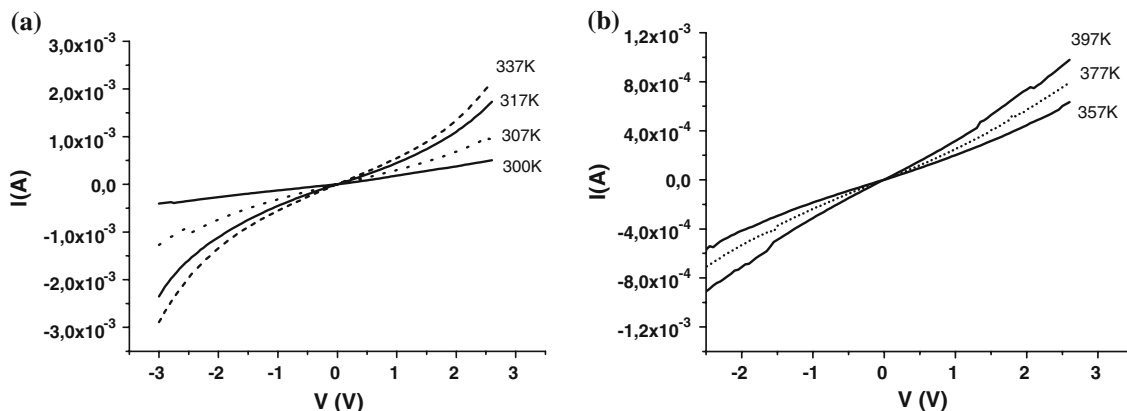 (a)
3,0x10⁻³
2,0x10⁻³
1,0x10⁻³
0,0
-1,0x10⁻³
-2,0x10⁻³
-3,0x10⁻³
I(A)
337K
317K
307K
300K
-3 -2 -1 0 1 2 3
V (V)
(b)
1,2x10⁻³
8,0x10⁻⁴
4,0x10⁻⁴
0,0
-4,0x10⁻⁴
-8,0x10⁻⁴
-1,2x10⁻³
I(A)
397K
377K
357K
-2 -1 0 1 2 3
V (V)